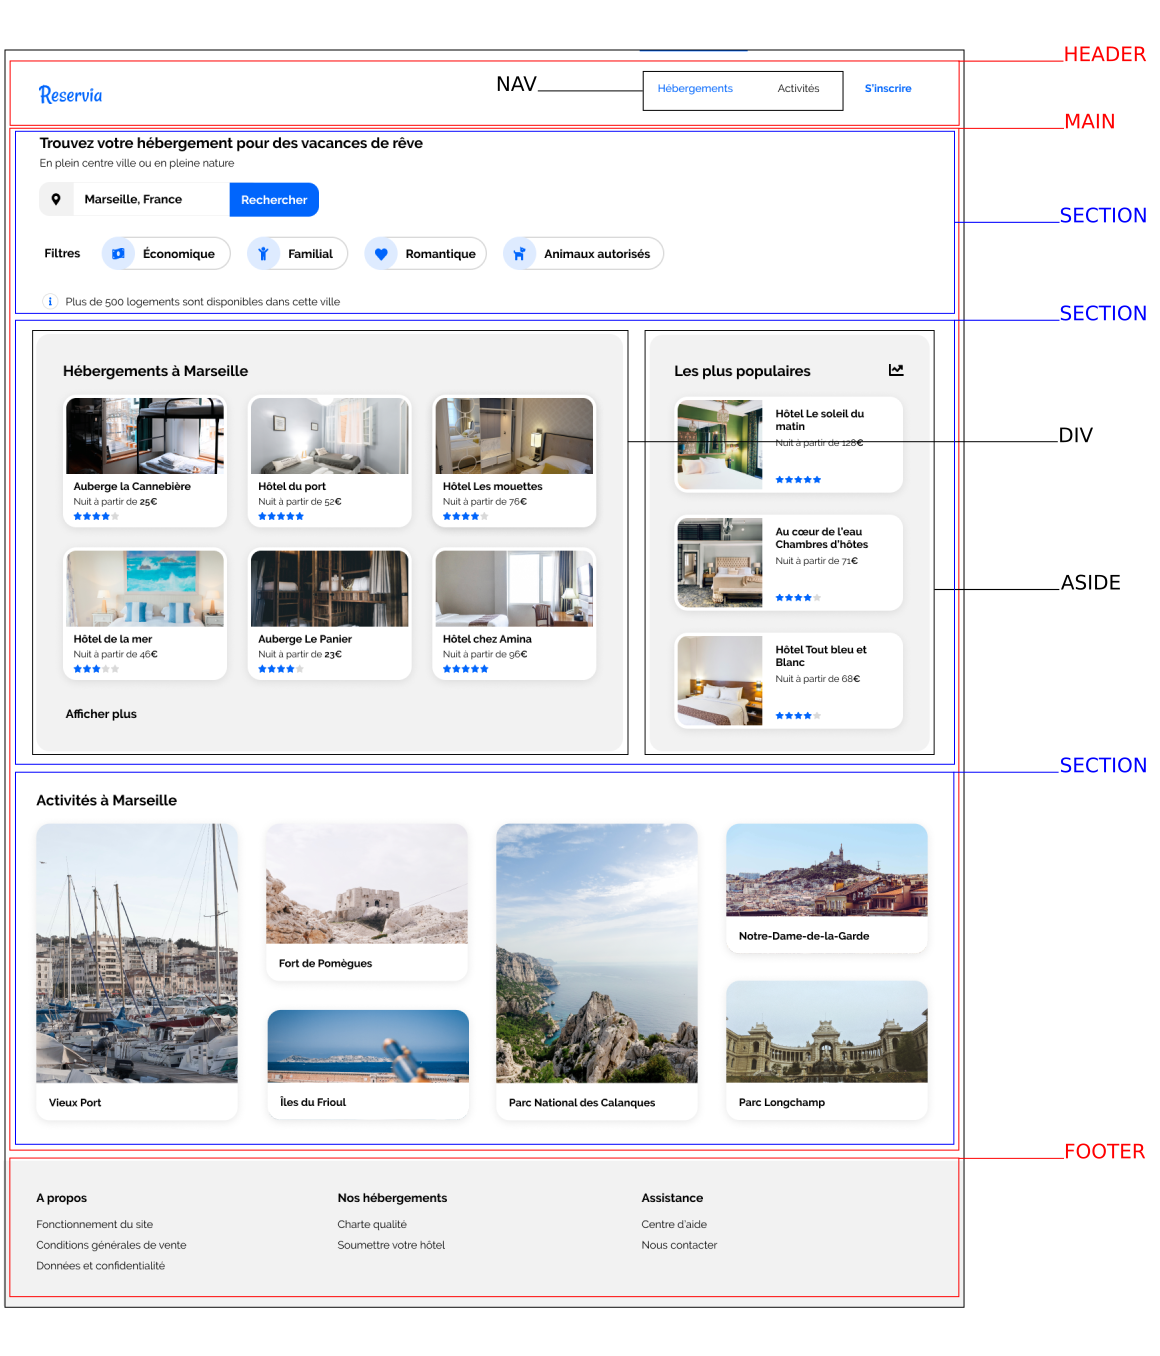 HEADER
Reservia
NAV
Hébergements Activités S'inscrire
MAIN
Trouvez votre hébergement pour des vacances de rêve
En plein centre ville ou en pleine nature
Marseille, France Rechercher
SECTION
Filtres Économique Familial Romantique Animaux autorisés
Plus de 500 logements sont disponibles dans cette ville
SECTION
Hébergements à Marseille
Auberge la Cannebière
Nuit à partir de 25€
Hôtel du port
Nuit à partir de 52€
Hôtel Les mouettes
Nuit à partir de 76€
Hôtel de la mer
Nuit à partir de 46€
Auberge Le Panier
Nuit à partir de 23€
Hôtel chez Amina
Nuit à partir de 96€
Afficher plus
Les plus populaires
Hôtel Le soleil du
matin
Nuit à partir de 128€
Au cœur de l'eau
Chambres d'hôtes
Nuit à partir de 71€
Hôtel Tout bleu et
Blanc
Nuit à partir de 68€
DIV
ASIDE
SECTION
Activités à Marseille
Vieux Port
Fort de Pomègues
Îles du Frioul
Parc National des Calanques
Notre-Dame-de-la-Garde
Parc Longchamp
FOOTER
A propos
Fonctionnement du site
Conditions générales de vente
Données et confidentialité
Nos hébergements
Charte qualité
Soumettre votre hôtel
Assistance
Centre d'aide
Nous contacter